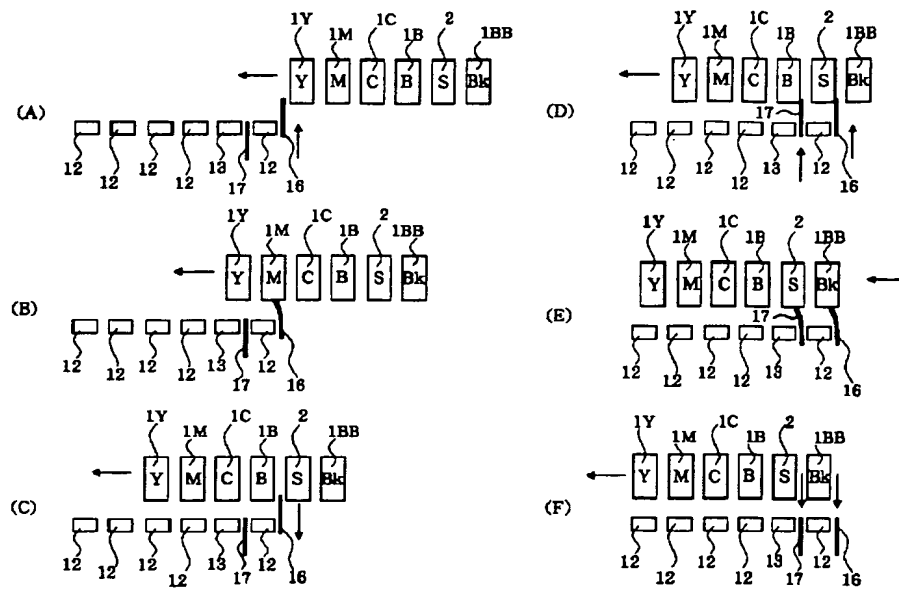 1Y 1M 1C 1B 2 1BB
(A) Y M C B S Bk
12 12 12 12 13 17 12 16
1Y 1M 1C 1B 2 1BB
(B) Y M C B S Bk
12 12 12 12 13 17 12 16
1Y 1M 1C 1B 2 1BB
(C) Y M C B S Bk
12 12 12 12 13 17 12 16
1Y 1M 1C 1B 2 1BB
(D) Y M C B S Bk
17
12 12 12 12 13 12 16
1Y 1M 1C 1B 2 1BB
(E) Y M C B S Bk
17
12 12 12 12 13 12 16
1Y 1M 1C 1B 2 1BB
(F) Y M C B S Bk
12 12 12 12 13 17 12 16